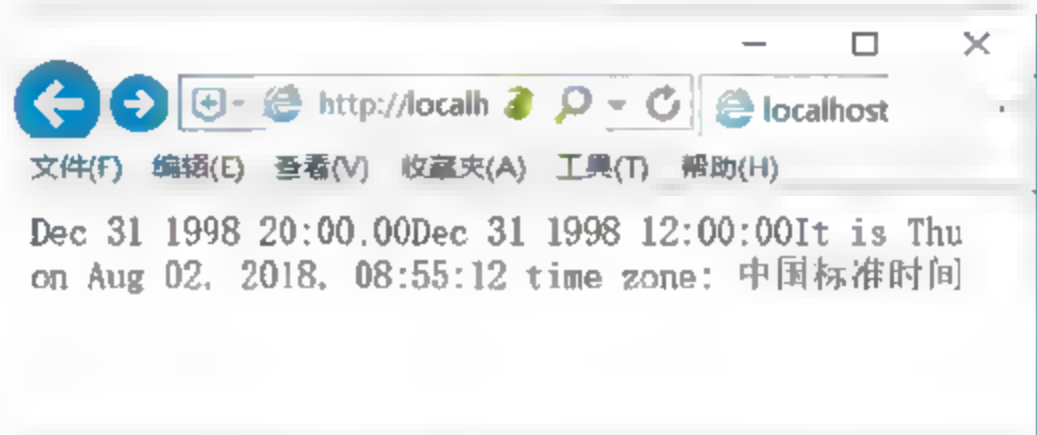 http://localh
localhost
文件(F) 编辑(E) 查看(V) 收藏夹(A) 工具(T) 帮助(H)
Dec 31 1998 20:00.00Dec 31 1998 12:00:00It is Thu
on Aug 02, 2018, 08:55:12 time zone: 中国标准时间